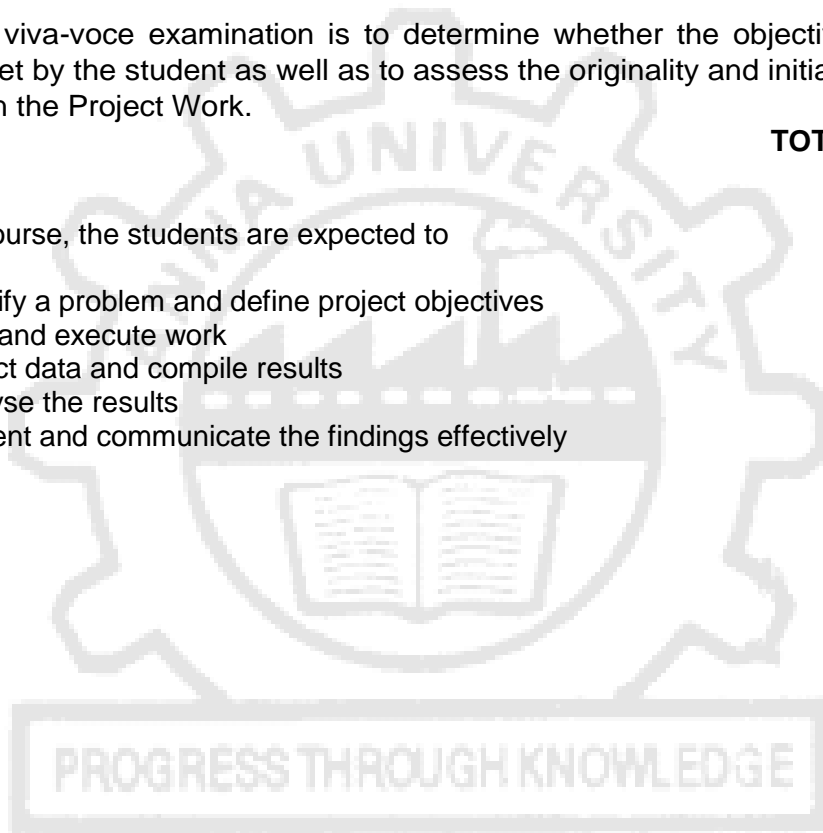 viva-voce examination is to determine whether the objecti
et by the student as well as to assess the originality and initia
n the Project Work.
TOT
ourse, the students are expected to
ify a problem and define project objectives
and execute work
ct data and compile results
yse the results
ent and communicate the findings effectively
ANNA UNIVERSITY
PROGRESS THROUGH KNOWLEDGE